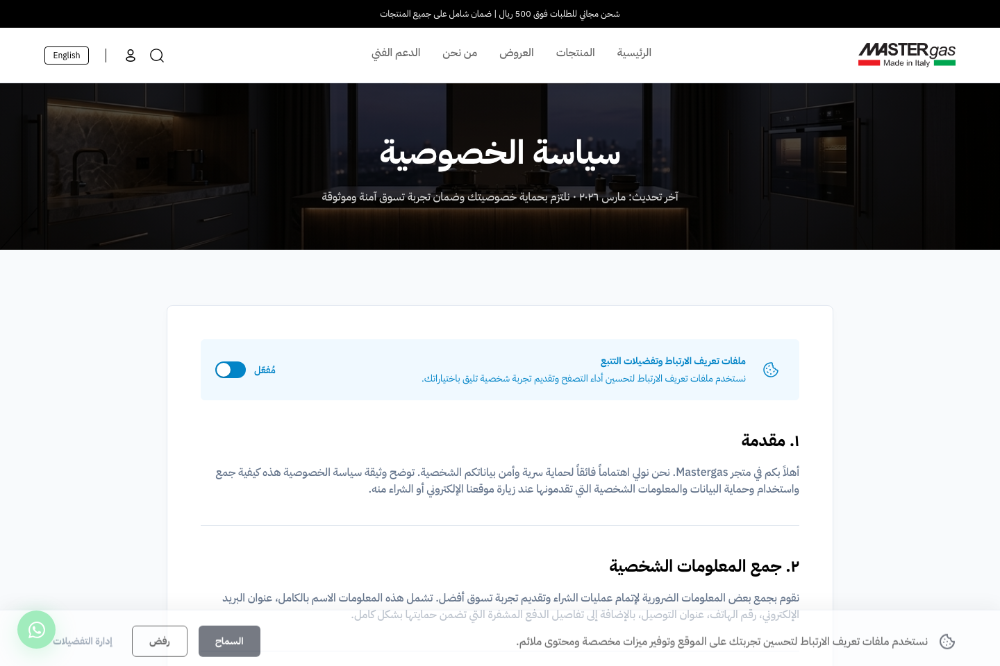 شحن مجاني للطلبات فوق 500 ريال | ضمان شامل على جميع المنتجات
MASTERgas
Made in Italy
الرئيسية
المنتجات
العروض
من نحن
الدعم الفني
English
سياسة الخصوصية
آخر تحديث: مارس ٢٠٢٦ • نلتزم بحماية خصوصيتك وضمان تجربة تسوق آمنة وموثوقة
ملفات تعريف الارتباط وتفضيلات التتبع
نستخدم ملفات تعريف الارتباط لتحسين أداء التصفح وتقديم تجربة شخصية تليق باختياراتك.
مُفعّل
١. مقدمة
أهلاً بكم في متجر Mastergas. نحن نولي اهتماماً فائقاً لحماية سرية وأمن بياناتكم الشخصية. توضح وثيقة سياسة الخصوصية هذه كيفية جمع
واستخدام وحماية البيانات والمعلومات الشخصية التي تقدمونها عند زيارة موقعنا الإلكتروني أو الشراء منه.
٢. جمع المعلومات الشخصية
نقوم بجمع بعض المعلومات الضرورية لإتمام عمليات الشراء وتقديم تجربة تسوق أفضل. تشمل هذه المعلومات الاسم بالكامل، عنوان البريد
الإلكتروني، رقم الهاتف، عنوان التوصيل، بالإضافة إلى تفاصيل الدفع المشفرة التي تضمن حمايتها بشكل كامل.
نستخدم ملفات تعريف الارتباط لتحسين تجربتك على الموقع وتوفير ميزات مخصصة ومحتوى ملائم.
السماح
رفض
إدارة التفضيلات